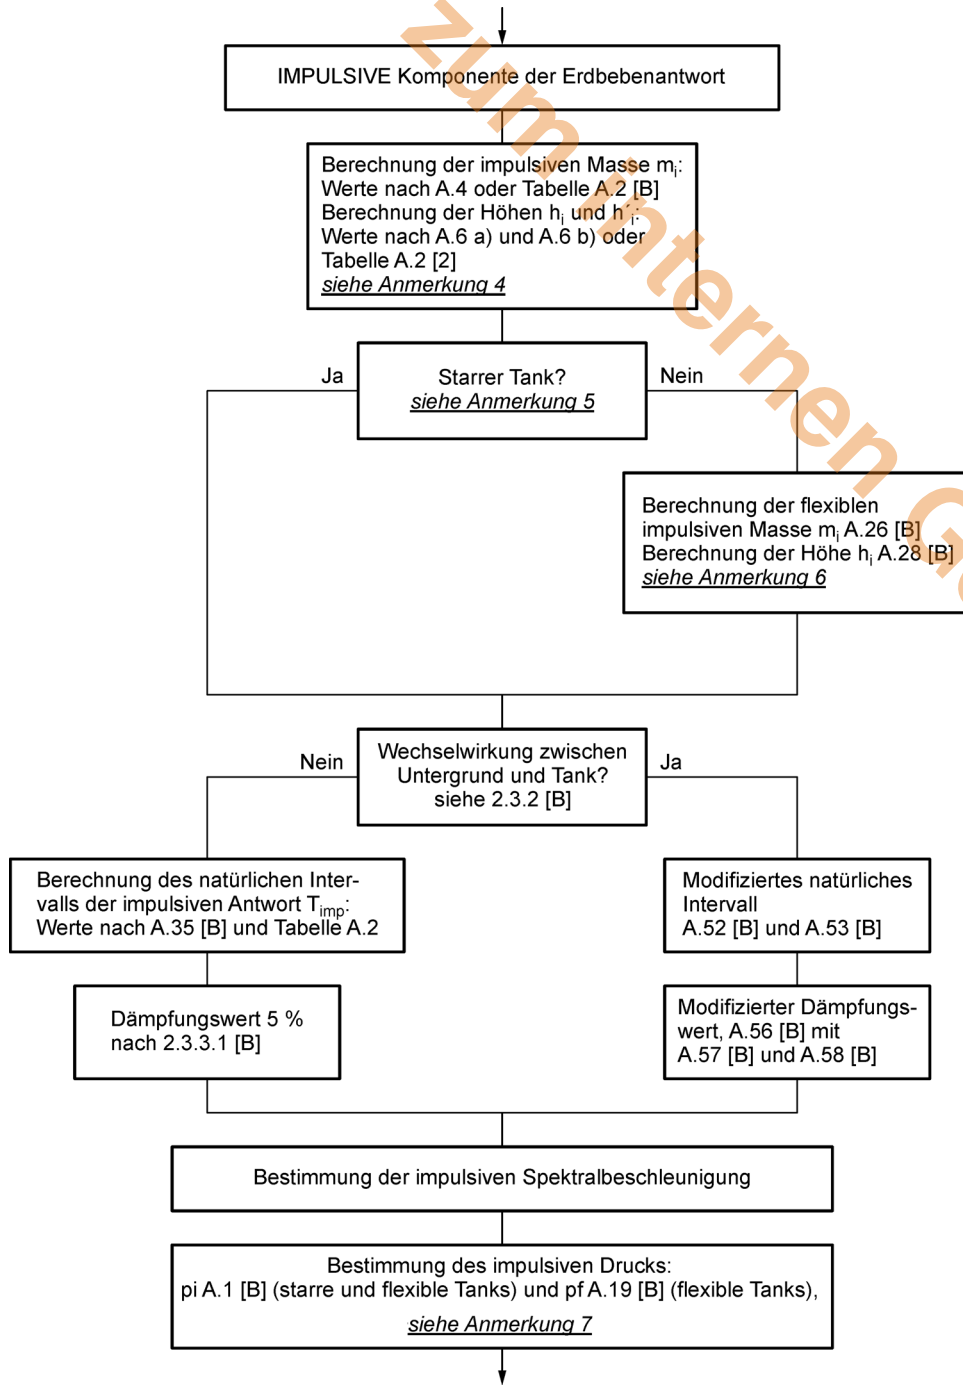 IMPULSIVE Komponente der Erdbebenantwort
Berechnung der impulsiven Masse mᵢ:
Werte nach A.4 oder Tabelle A.2 [B]
Berechnung der Höhen hᵢ und h´ᵢ:
Werte nach A.6 a) und A.6 b) oder
Tabelle A.2 [2]
siehe Anmerkung 4
Ja
Starrer Tank?
siehe Anmerkung 5
Nein
Berechnung der flexiblen
impulsiven Masse mᵢ A.26 [B]
Berechnung der Höhe hᵢ A.28 [B]
siehe Anmerkung 6
Nein
Wechselwirkung zwischen
Untergrund und Tank?
siehe 2.3.2 [B]
Ja
Berechnung des natürlichen Inter-
valls der impulsiven Antwort T_imp:
Werte nach A.35 [B] und Tabelle A.2
Modifiziertes natürliches
Intervall
A.52 [B] und A.53 [B]
Dämpfungswert 5 %
nach 2.3.3.1 [B]
Modifizierter Dämpfungs-
wert, A.56 [B] mit
A.57 [B] und A.58 [B]
Bestimmung der impulsiven Spektralbeschleunigung
Bestimmung des impulsiven Drucks:
pi A.1 [B] (starre und flexible Tanks) und pf A.19 [B] (flexible Tanks),
siehe Anmerkung 7
zum internen